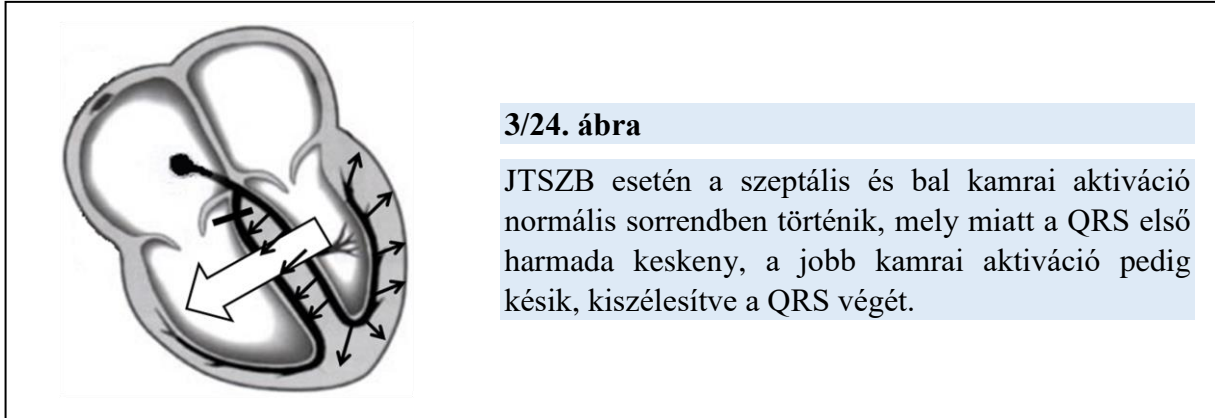 3/24. ábra
JTSZB esetén a szeptális és bal kamrai aktiváció
normális sorrendben történik, mely miatt a QRS első
harmada keskeny, a jobb kamrai aktiváció pedig
késik, kiszélesítve a QRS végét.